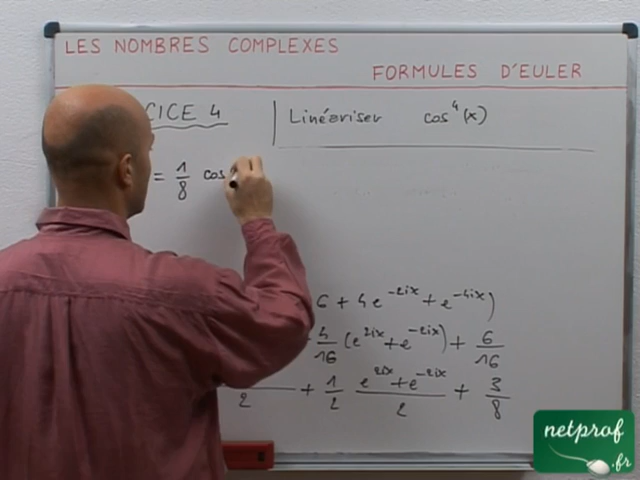 LES NOMBRES COMPLEXES
FORMULES D'EULER
CICE 4
Linéariser cos⁴(x)
= 1/8 cos
6 + 4e^-2ix + e^-4ix)
4/16 (e^2ix + e^-2ix) + 6/16
2 + 1/2 (e^2ix + e^-2ix)/2 + 3/8
netprof
.fr